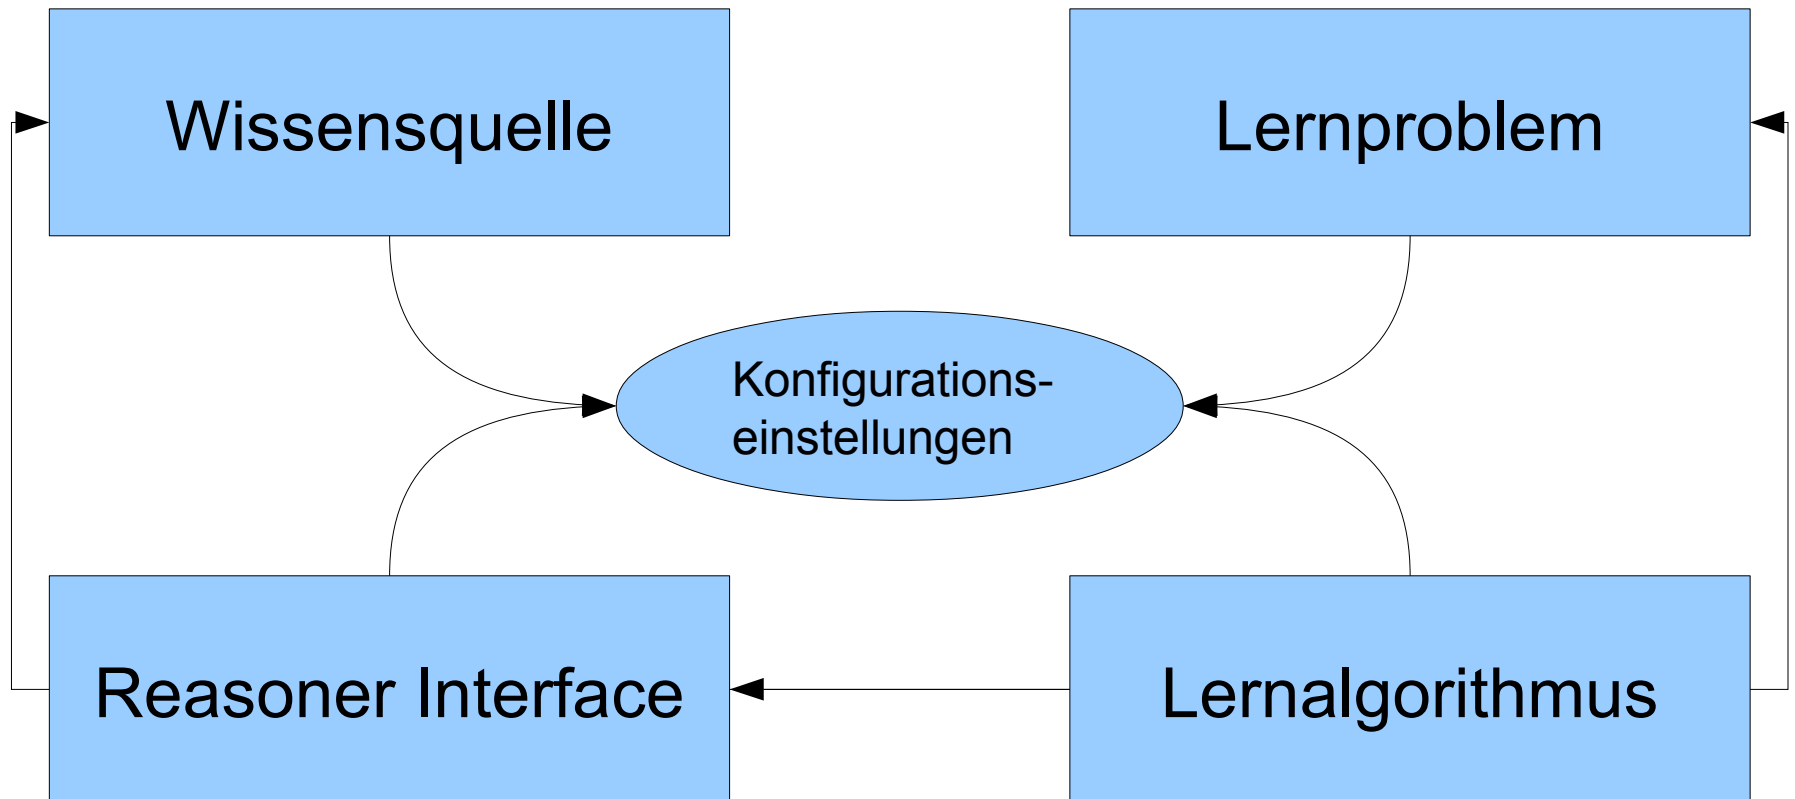 Wissensquelle
Lernproblem
Konfigurations-
einstellungen
Reasoner Interface
Lernalgorithmus